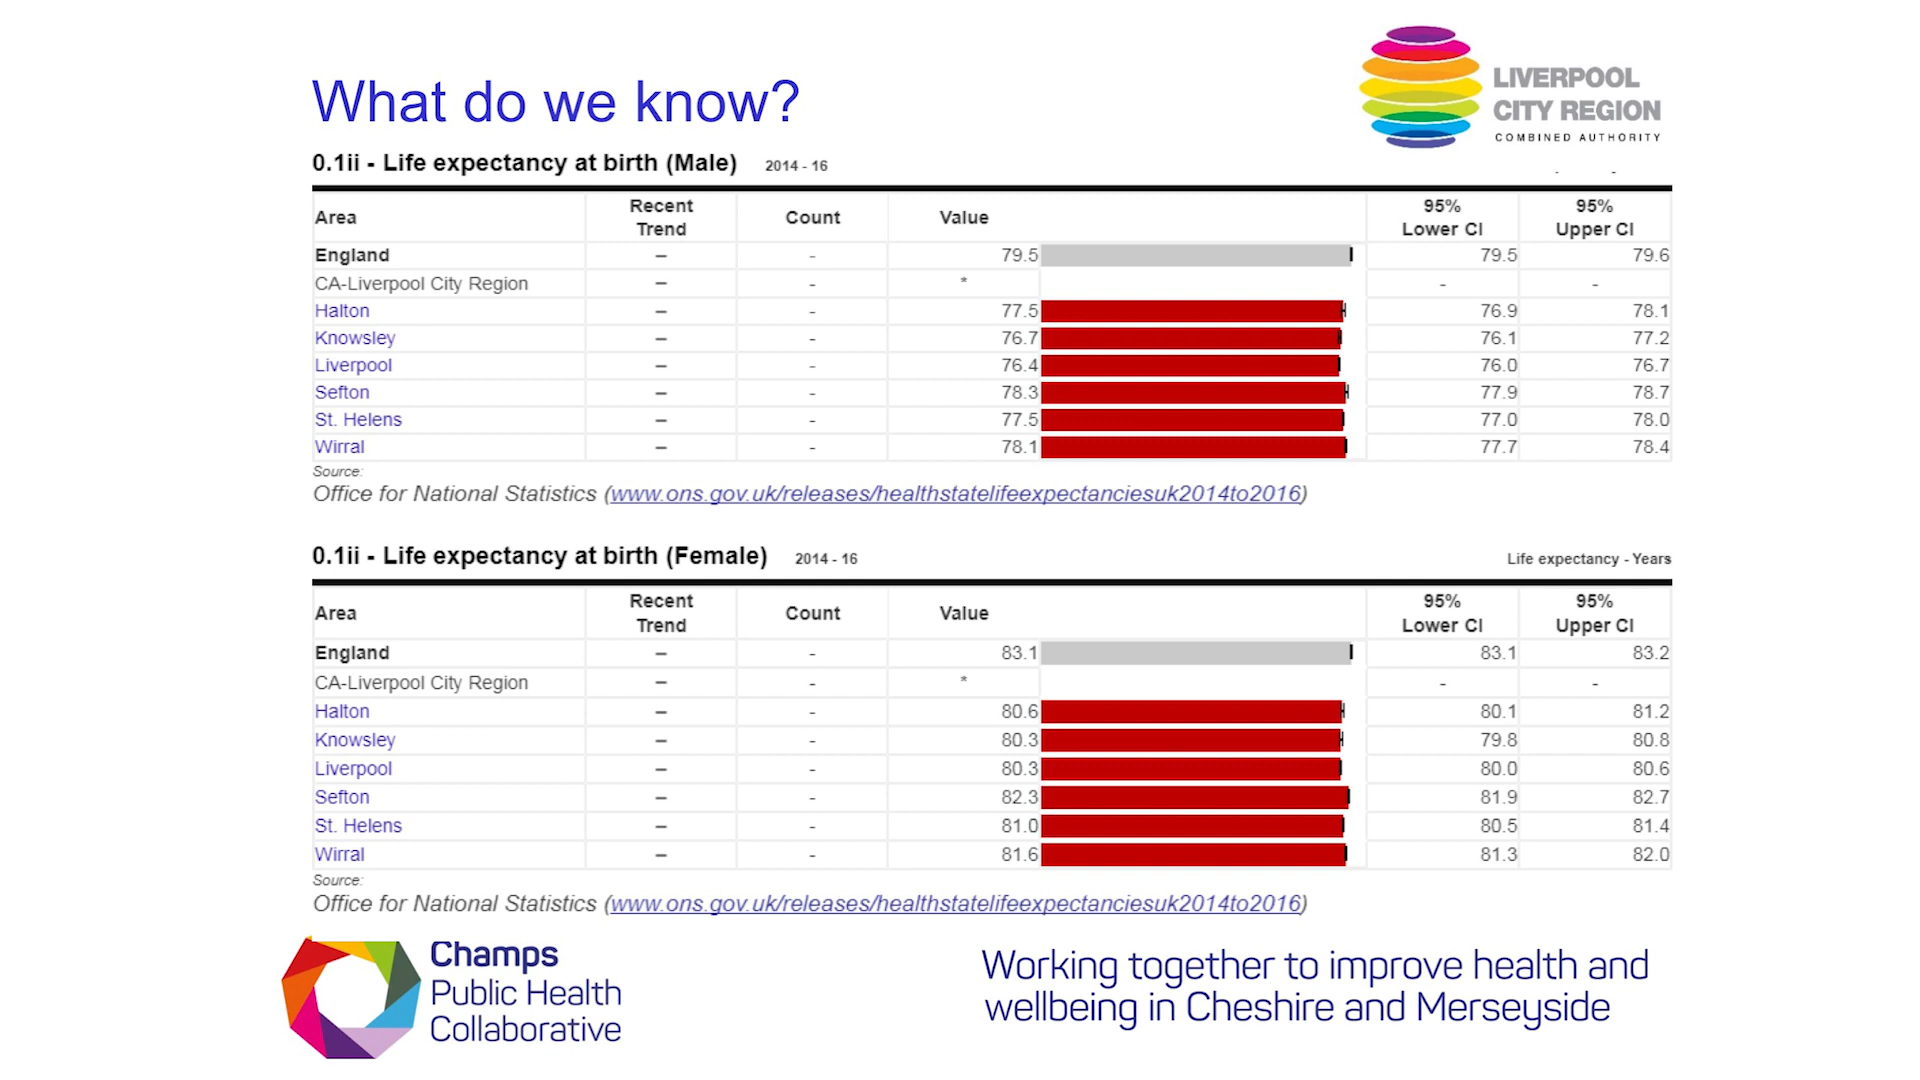 What do we know?
LIVERPOOL
CITY REGION
COMBINED AUTHORITY
0.1ii - Life expectancy at birth (Male) 2014 - 16
Area Recent Trend Count Value 95% Lower CI 95% Upper CI
England – - 79.5 79.5 79.6
CA-Liverpool City Region – - * - -
Halton – - 77.5 76.9 78.1
Knowsley – - 76.7 76.1 77.2
Liverpool – - 76.4 76.0 76.7
Sefton – - 78.3 77.9 78.7
St. Helens – - 77.5 77.0 78.0
Wirral – - 78.1 77.7 78.4
Source:
Office for National Statistics (www.ons.gov.uk/releases/healthstatelifeexpectanciesuk2014to2016)
0.1ii - Life expectancy at birth (Female) 2014 - 16 Life expectancy - Years
Area Recent Trend Count Value 95% Lower CI 95% Upper CI
England – - 83.1 83.1 83.2
CA-Liverpool City Region – - * - -
Halton – - 80.6 80.1 81.2
Knowsley – - 80.3 79.8 80.8
Liverpool – - 80.3 80.0 80.6
Sefton – - 82.3 81.9 82.7
St. Helens – - 81.0 80.5 81.4
Wirral – - 81.6 81.3 82.0
Source:
Office for National Statistics (www.ons.gov.uk/releases/healthstatelifeexpectanciesuk2014to2016)
Champs
Public Health
Collaborative
Working together to improve health and
wellbeing in Cheshire and Merseyside